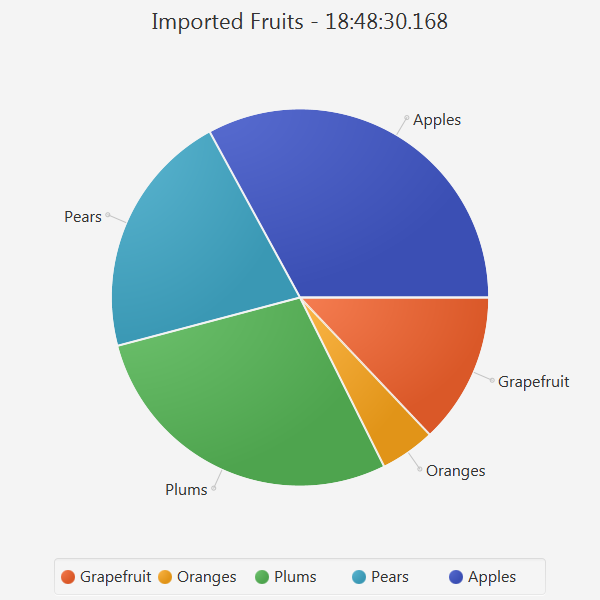 Imported Fruits - 18:48:30.168
Apples
Pears
Grapefruit
Oranges
Plums
Grapefruit Oranges Plums Pears Apples